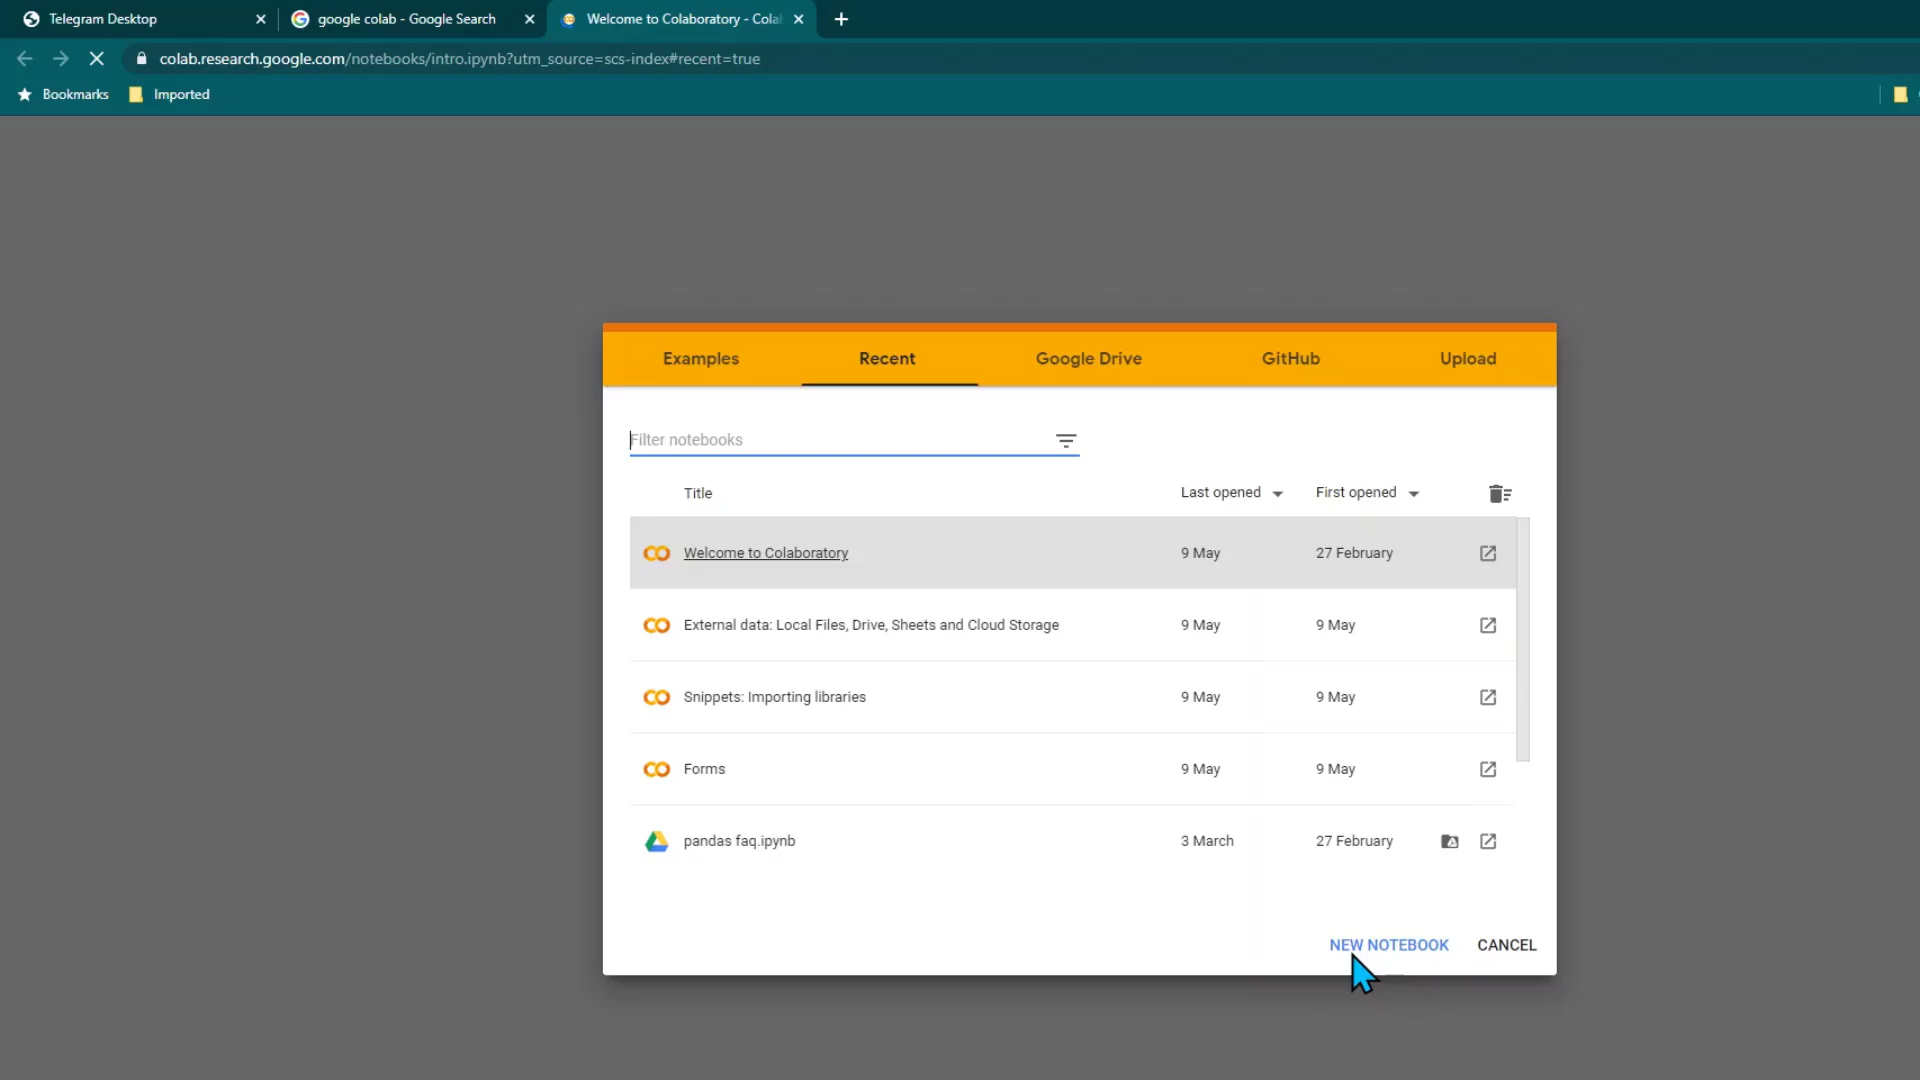 Telegram Desktop
google colab - Google Search
Welcome to Colaboratory - Cola
colab.research.google.com/notebooks/intro.ipynb?utm_source=scs-index#recent=true
Bookmarks
Imported
Examples
Recent
Google Drive
GitHub
Upload
Filter notebooks
Title
Last opened
First opened
Welcome to Colaboratory
9 May
27 February
External data: Local Files, Drive, Sheets and Cloud Storage
9 May
9 May
Snippets: Importing libraries
9 May
9 May
Forms
9 May
9 May
pandas faq.ipynb
3 March
27 February
NEW NOTEBOOK
CANCEL